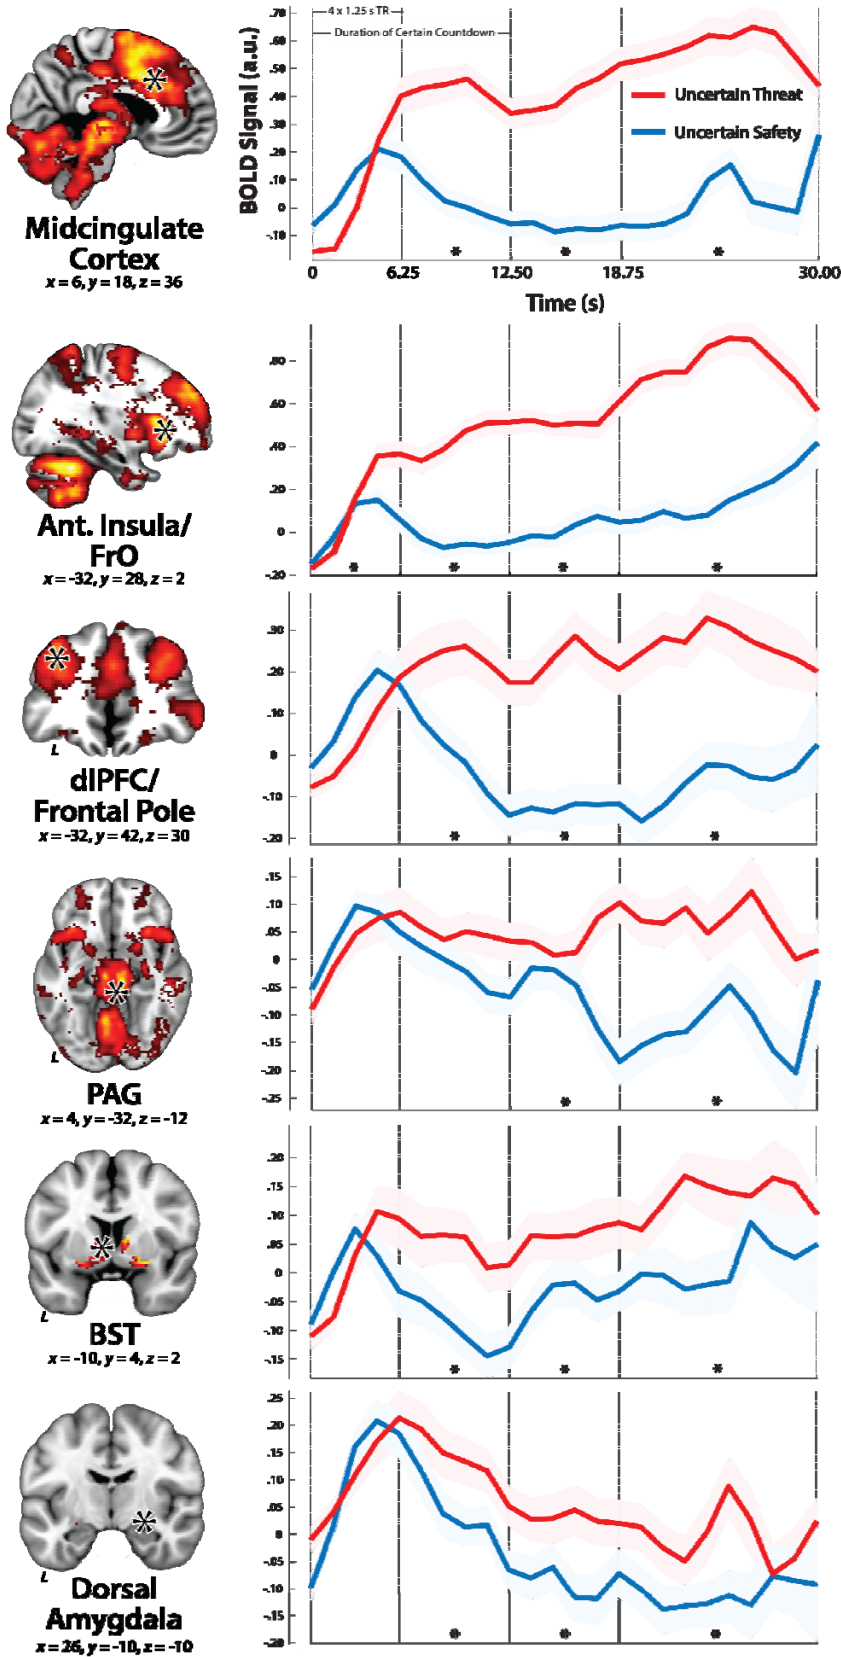 4 x 1.25 s TR
Duration of Certain Countdown
BOLD Signal (a.u.)
.70
.60
.50
.40
.30
.20
.10
0
-.10
Uncertain Threat
Uncertain Safety
*
* * *
0 6.25 12.50 18.75 30.00
Time (s)
Midcingulate
Cortex
x = 6, y = 18, z = 36
.80
.60
.40
.20
0
-.20
*
* * * *
Ant. Insula/
FrO
x = -32, y = 28, z = 2
.30
.20
.10
0
-.10
-.20
*
L
* * *
dlPFC/
Frontal Pole
x = -32, y = 42, z = 30
.15
.10
.05
0
-.05
-.10
-.15
-.20
-.25
*
L
* *
PAG
x = 4, y = -32, z = -12
.20
.15
.10
.05
0
.05
-.10
-.15
*
L
* * *
BST
x = -10, y = 4, z = 2
.25
.20
.15
.10
.05
0
-.05
-.10
-.15
-.20
*
L
* * *
Dorsal
Amygdala
x = 26, y = -10, z = -10